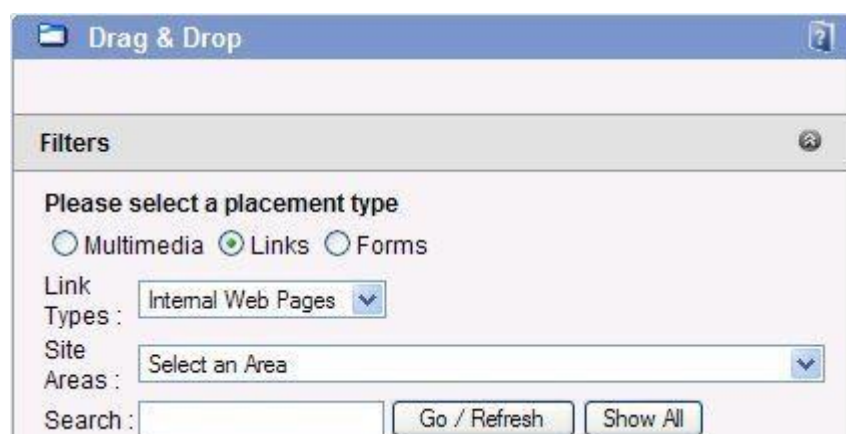 Drag & Drop
Filters
Please select a placement type
Multimedia Links Forms
Link Types : Internal Web Pages
Site Areas : Select an Area
Search : Go / Refresh Show All